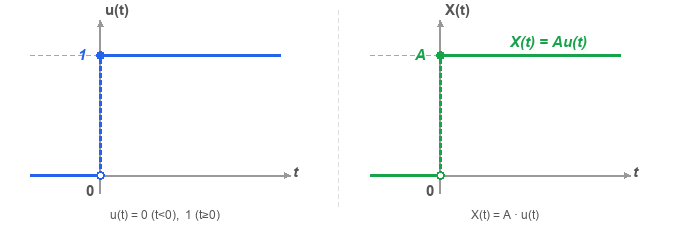 u(t)
1
0
t
u(t) = 0 (t<0), 1 (t≥0)
X(t)
X(t) = Au(t)
A
0
t
X(t) = A · u(t)